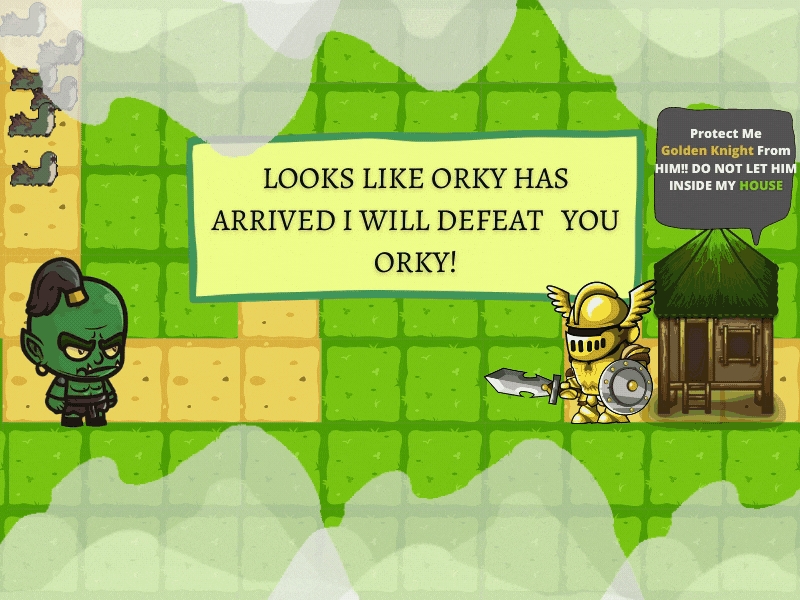 LOOKS LIKE ORKY HAS
ARRIVED I WILL DEFEAT YOU
ORKY!
Protect Me
Golden Knight From
HIM!! DO NOT LET HIM
INSIDE MY HOUSE